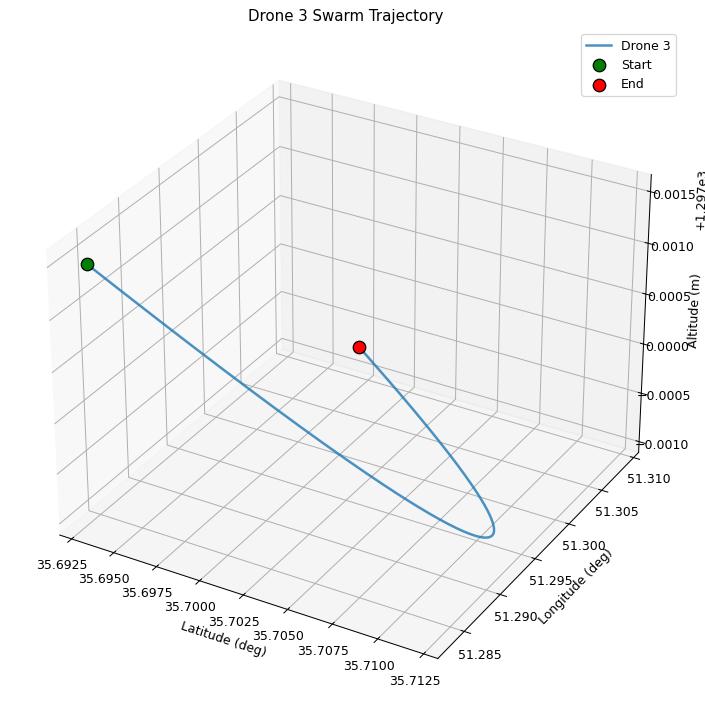 Drone 3 Swarm Trajectory
Drone 3
Start
End
+1.297e3
0.0015
0.0010
0.0005
0.0000
−0.0005
−0.0010
Altitude (m)
51.310
51.305
51.300
51.295
51.290
51.285
Longitude (deg)
35.6925
35.6950
35.6975
35.7000
35.7025
35.7050
35.7075
35.7100
35.7125
Latitude (deg)